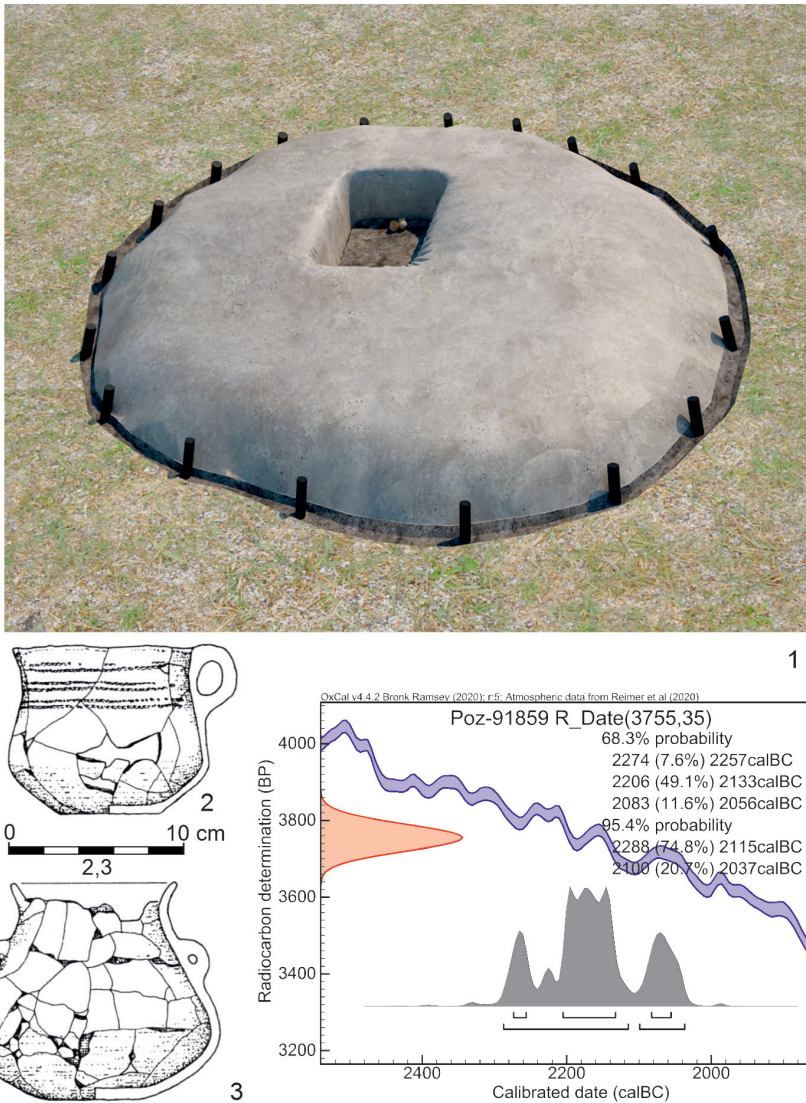 1
2
0 10 cm
2,3
3
OxCal v4.4.2 Bronk Ramsey (2020); r:5; Atmospheric data from Reimer et al (2020)
Poz-91859 R_Date(3755,35)
68.3% probability
2274 (7.6%) 2257calBC
2206 (49.1%) 2133calBC
2083 (11.6%) 2056calBC
95.4% probability
2288 (74.8%) 2115calBC
2100 (20.7%) 2037calBC
Radiocarbon determination (BP)
4000
3800
3600
3400
3200
2400 2200 2000
Calibrated date (calBC)